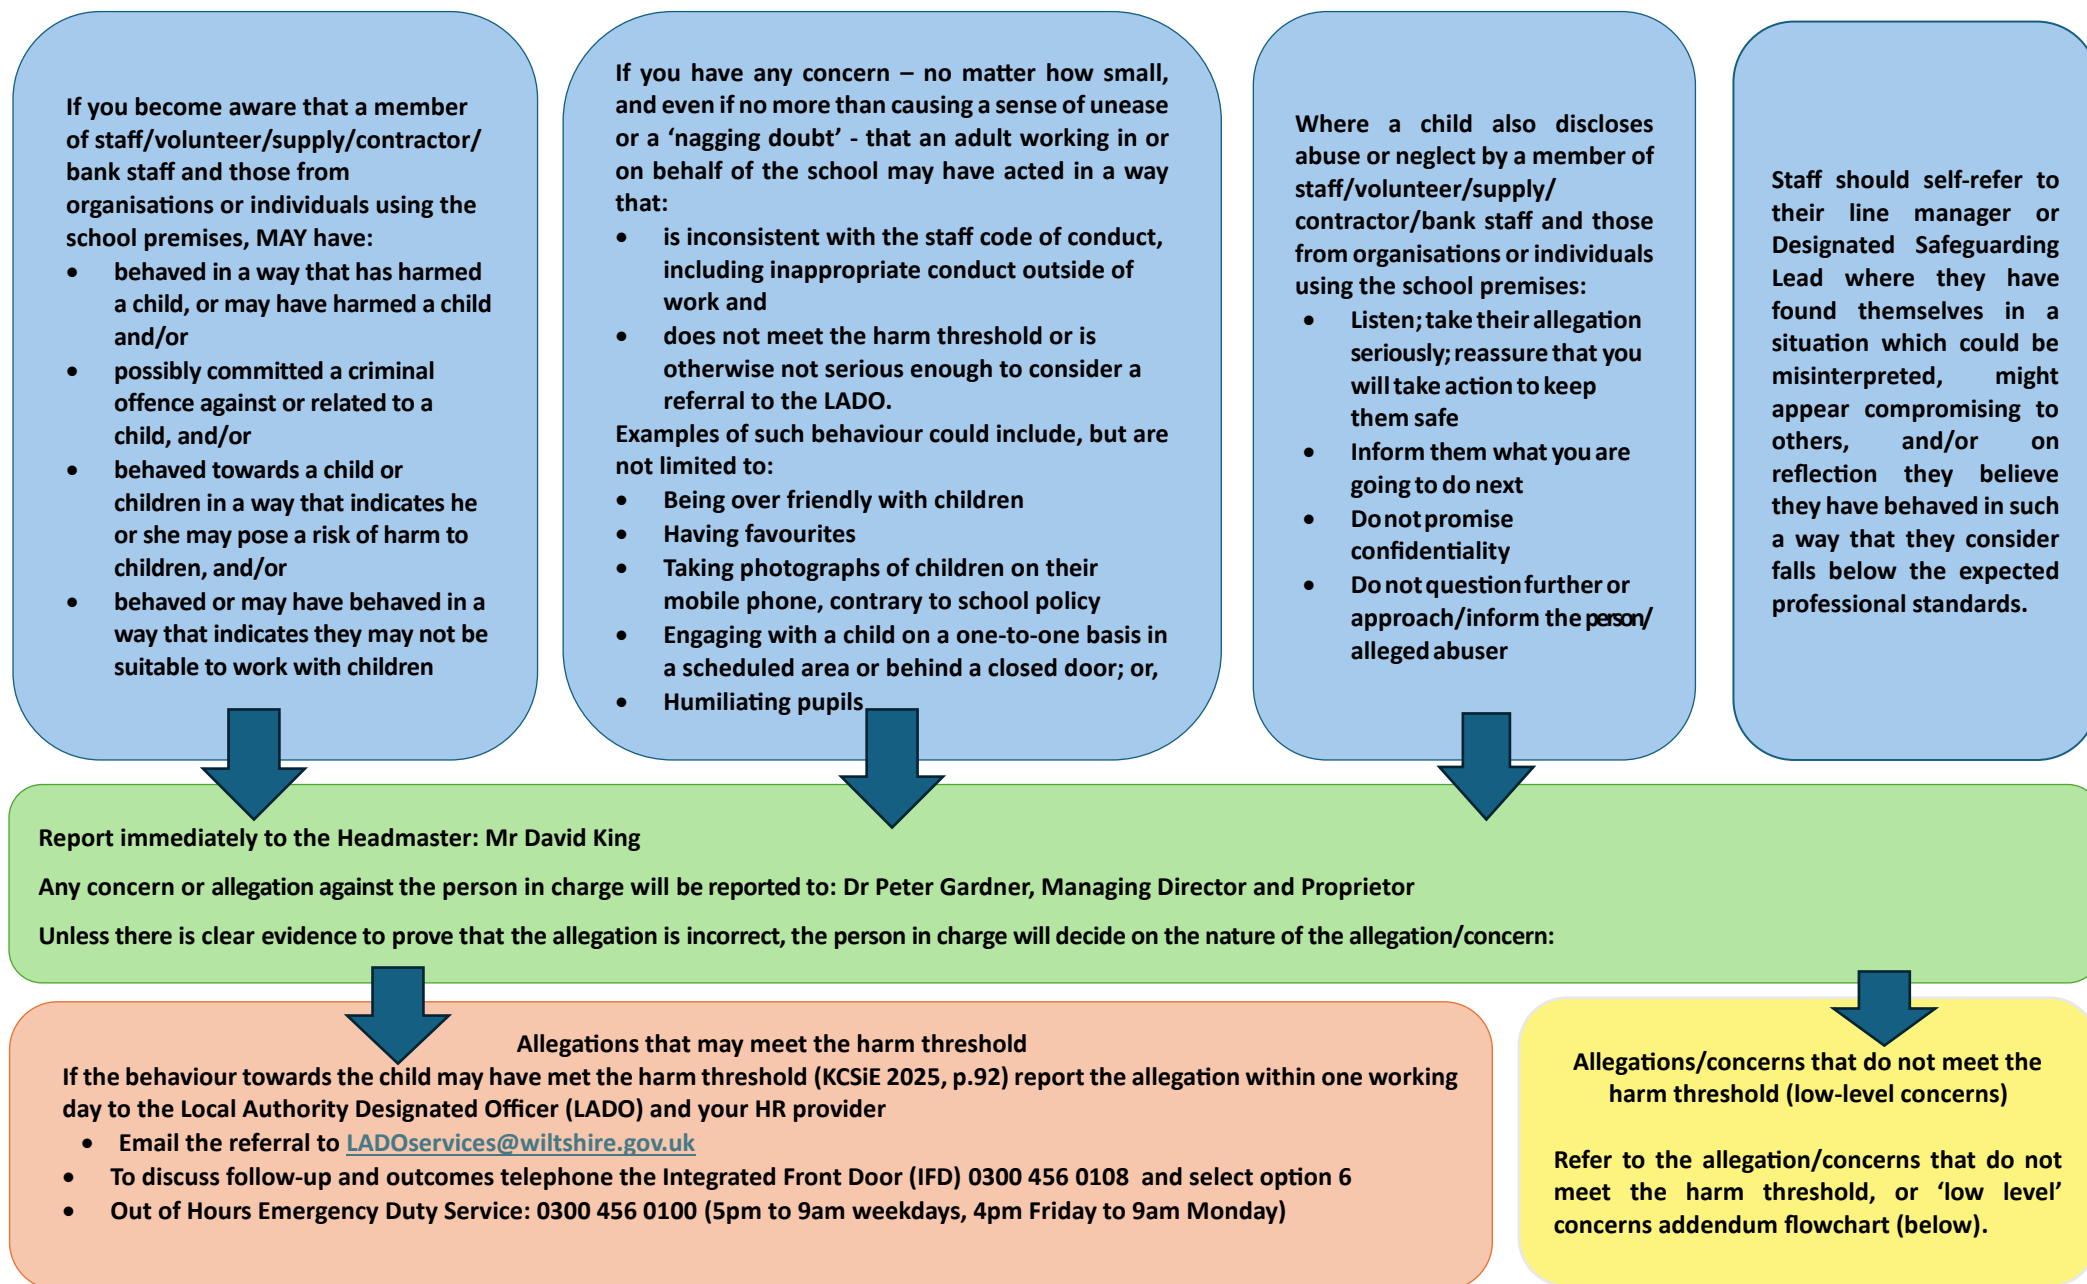 If you become aware that a member
of staff/volunteer/supply/contractor/
bank staff and those from
organisations or individuals using the
school premises, MAY have:
• behaved in a way that has harmed
a child, or may have harmed a child
and/or
• possibly committed a criminal
offence against or related to a
child, and/or
• behaved towards a child or
children in a way that indicates he
or she may pose a risk of harm to
children, and/or
• behaved or may have behaved in a
way that indicates they may not be
suitable to work with children
If you have any concern – no matter how small,
and even if no more than causing a sense of unease
or a ‘nagging doubt’ - that an adult working in or
on behalf of the school may have acted in a way
that:
• is inconsistent with the staff code of conduct,
including inappropriate conduct outside of
work and
• does not meet the harm threshold or is
otherwise not serious enough to consider a
referral to the LADO.
Examples of such behaviour could include, but are
not limited to:
• Being over friendly with children
• Having favourites
• Taking photographs of children on their
mobile phone, contrary to school policy
• Engaging with a child on a one-to-one basis in
a scheduled area or behind a closed door; or,
• Humiliating pupils
Where a child also discloses
abuse or neglect by a member of
staff/volunteer/supply/
contractor/bank staff and those
from organisations or individuals
using the school premises:
• Listen; take their allegation
seriously; reassure that you
will take action to keep
them safe
• Inform them what you are
going to do next
• Do not promise
confidentiality
• Do not question further or
approach/inform the person/
alleged abuser
Staff should self-refer to
their line manager or
Designated Safeguarding
Lead where they have
found themselves in a
situation which could be
misinterpreted, might
appear compromising to
others, and/or on
reflection they believe
they have behaved in such
a way that they consider
falls below the expected
professional standards.
Report immediately to the Headmaster: Mr David King
Any concern or allegation against the person in charge will be reported to: Dr Peter Gardner, Managing Director and Proprietor
Unless there is clear evidence to prove that the allegation is incorrect, the person in charge will decide on the nature of the allegation/concern:
Allegations that may meet the harm threshold
If the behaviour towards the child may have met the harm threshold (KCSiE 2025, p.92) report the allegation within one working
day to the Local Authority Designated Officer (LADO) and your HR provider
• Email the referral to LADOservices@wiltshire.gov.uk
• To discuss follow-up and outcomes telephone the Integrated Front Door (IFD) 0300 456 0108 and select option 6
• Out of Hours Emergency Duty Service: 0300 456 0100 (5pm to 9am weekdays, 4pm Friday to 9am Monday)
Allegations/concerns that do not meet the
harm threshold (low-level concerns)
Refer to the allegation/concerns that do not
meet the harm threshold, or ‘low level’
concerns addendum flowchart (below).